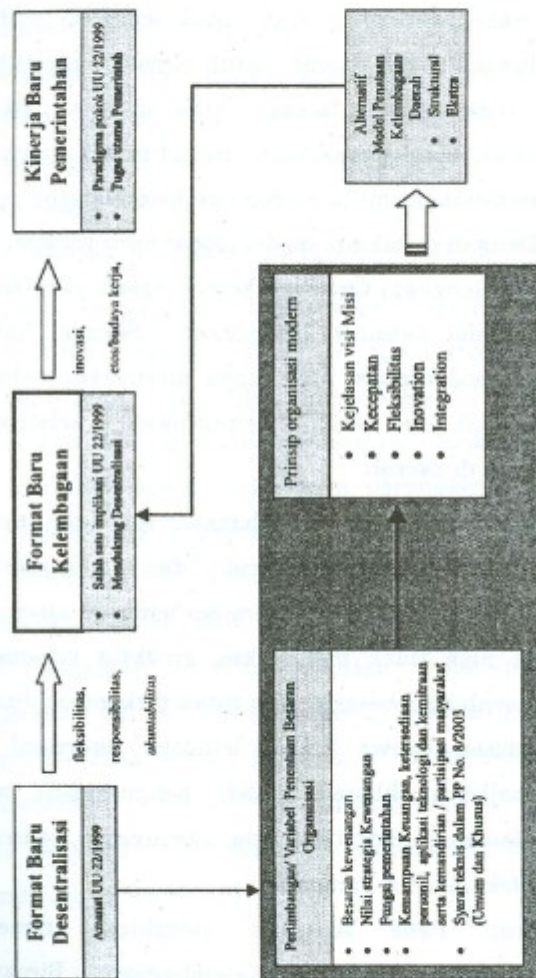 Format Baru
Desentralisasi
Amanat UU 22/1999
fleksibilitas,
responsibilitas,
Format Baru
Kelembagaan
• Salah satu implikasi UU 22/1999
• Mendukung Desentralisasi
inovasi,
etos/budaya kerja,
Kinerja Baru
Pemerintahan
• Paradigma pokok UU 22/1999
• Tugas utama Pemerintah
Pertimbangan/ Variabel Penentuan Besaran
Organisasi
• Besaran kewenangan
• Nilai strategis Kewenangan
• Fungsi pemerintahan
• Kemampuan Keuangan, ketersediaan
personil, aplikasi teknologi dan kemitraan
serta kemandirian / partisipasi masyarakat
• Syarat teknis dalam PP No. 8/2003
(Umum dan Khusus)
Prinsip organisasi modern
• Kejelasan visi Misi
• Kecepatan
• Fleksibilitas
• Inovation
• Integration
Alternatif
Model Penataan
Kelembagaan
Daerah
• Struktural
• Ekstra